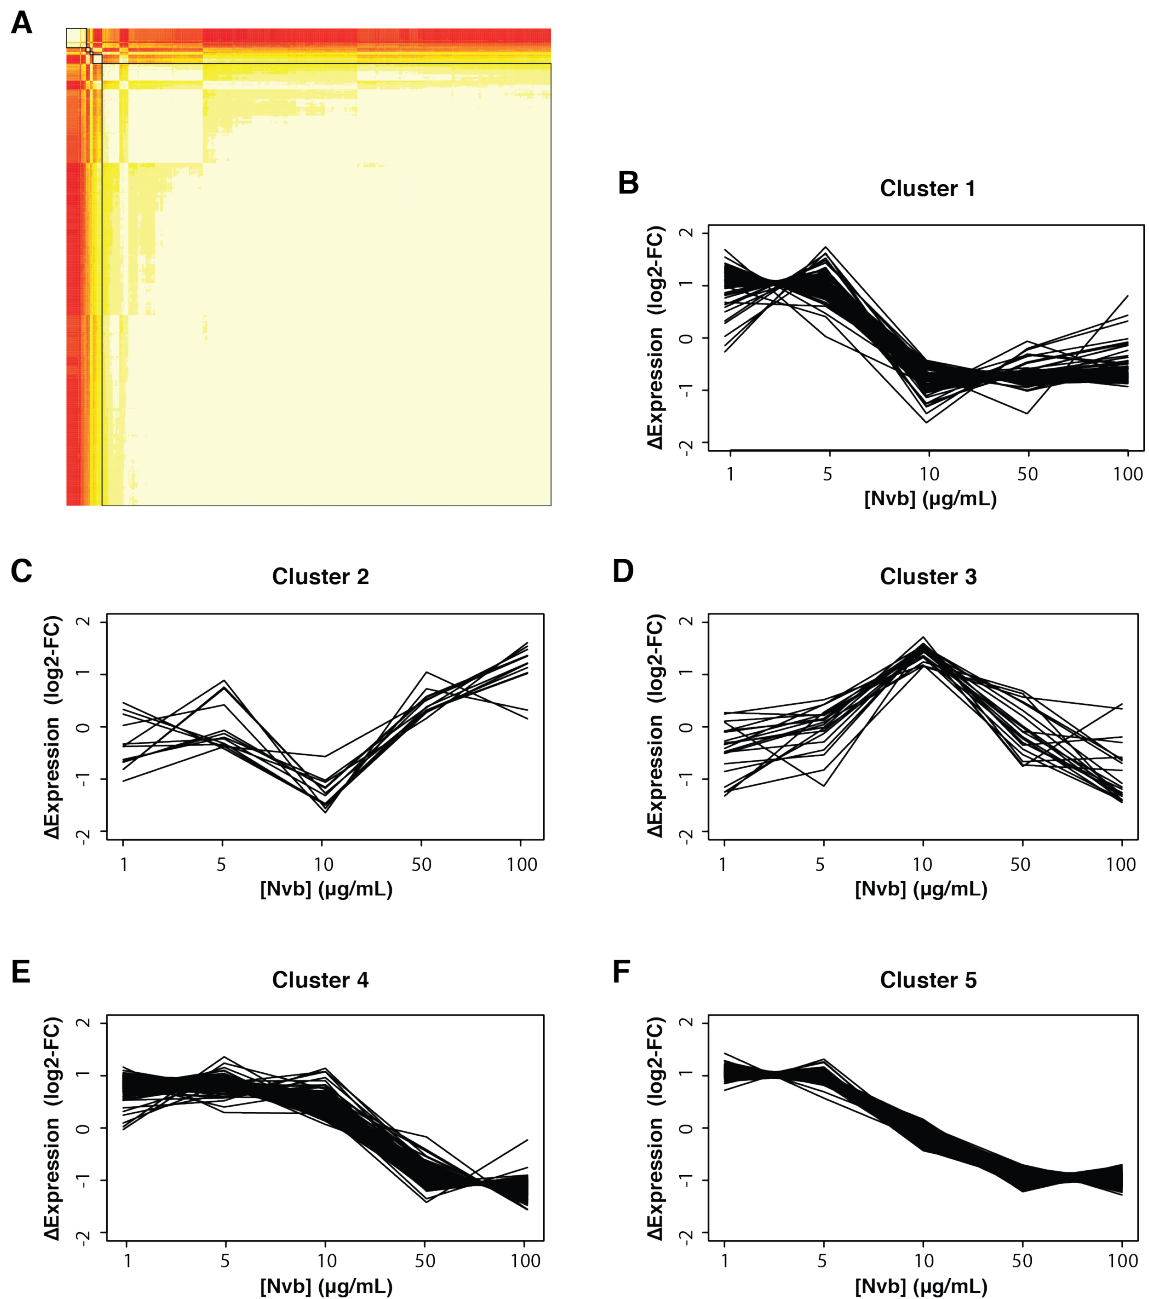 A
B
Cluster 1
ΔExpression (log2-FC)
2
1
0
-1
-2
1 5 10 50 100
[Nvb] (µg/mL)
C
Cluster 2
ΔExpression (log2-FC)
2
1
0
-1
-2
1 5 10 50 100
[Nvb] (µg/mL)
D
Cluster 3
ΔExpression (log2-FC)
2
1
0
-1
-2
1 5 10 50 100
[Nvb] (µg/mL)
E
Cluster 4
ΔExpression (log2-FC)
2
1
0
-1
-2
1 5 10 50 100
[Nvb] (µg/mL)
F
Cluster 5
ΔExpression (log2-FC)
2
1
0
-1
-2
1 5 10 50 100
[Nvb] (µg/mL)